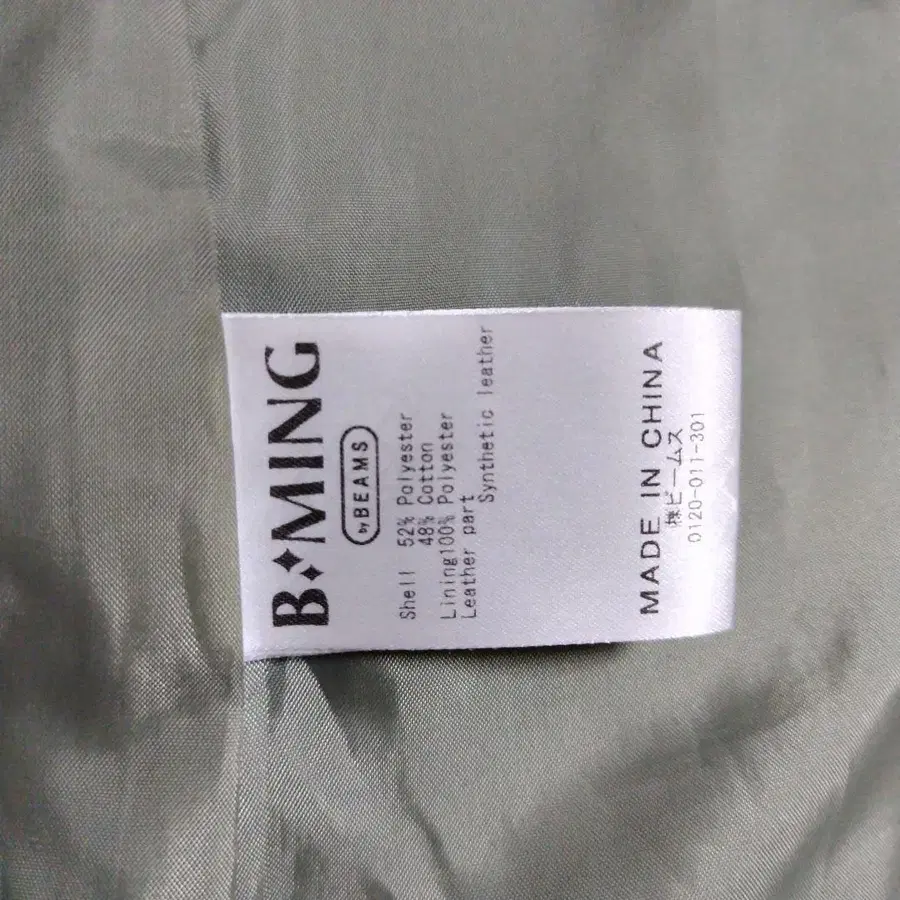 B:MING
by BEAMS
Shell 52% Polyester
48% Cotton
Lining100% Polyester
Leather part
Synthetic leather
MADE IN CHINA
㈱ビームス
0120-011-301